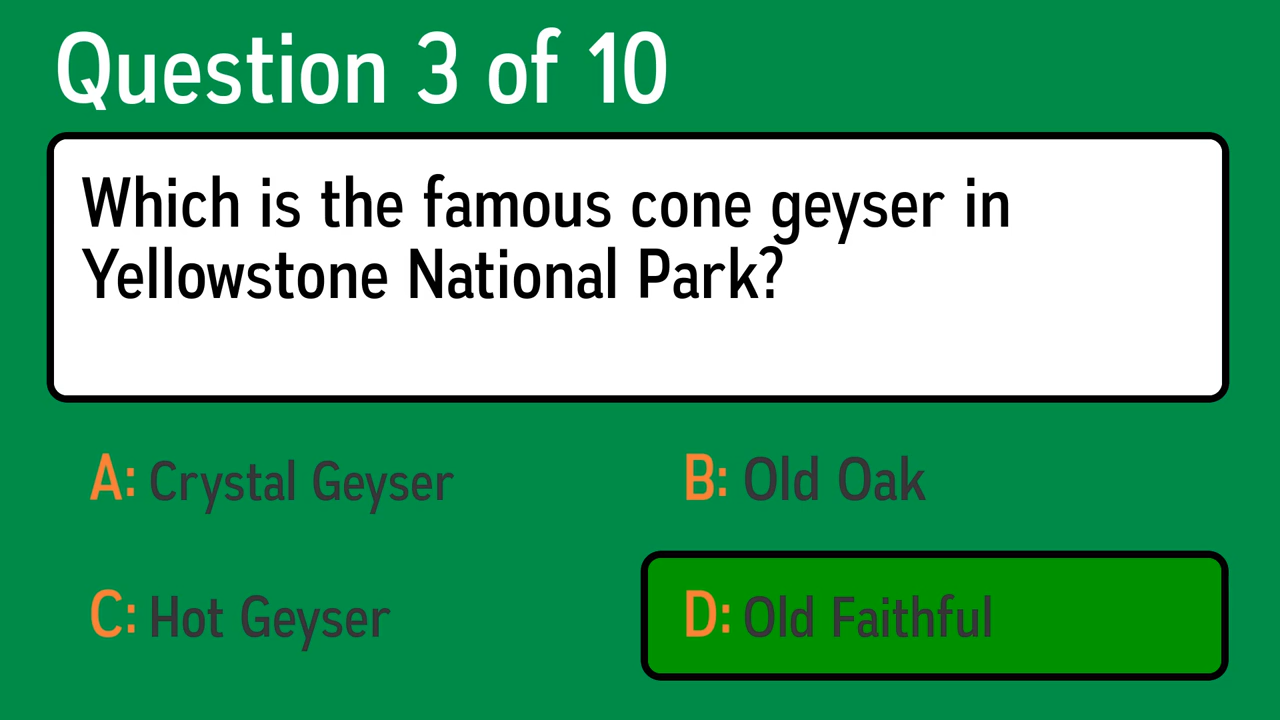 Question 3 of 10
Which is the famous cone geyser in
Yellowstone National Park?
A: Crystal Geyser
B: Old Oak
C: Hot Geyser
D: Old Faithful